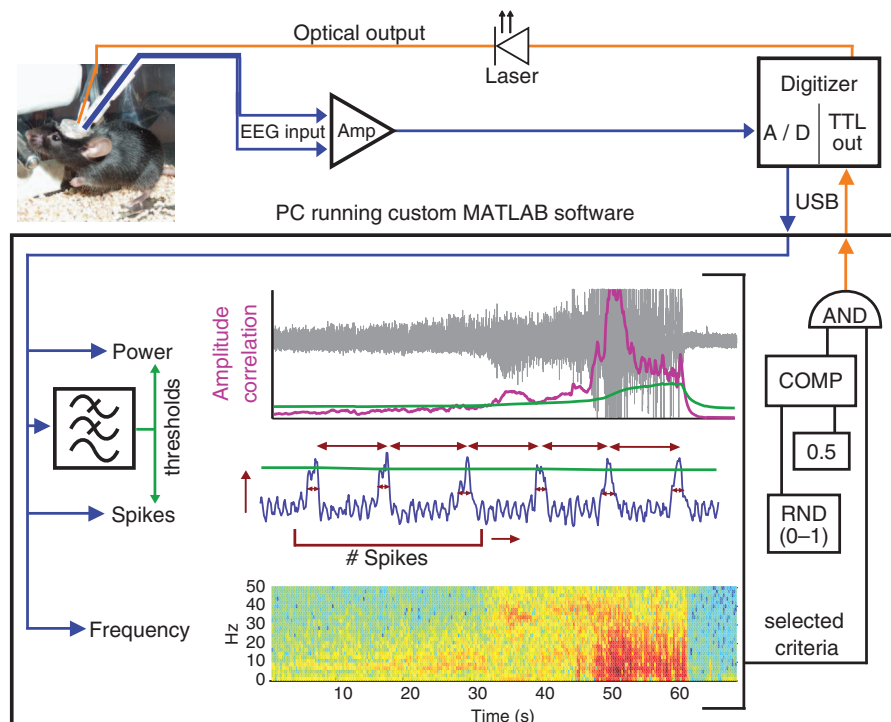 Optical output
Laser
EEG input
Amp
Digitizer
A / D
TTL
out
USB
PC running custom MATLAB software
Power
thresholds
Spikes
Frequency
Amplitude
correlation
# Spikes
Hz
50
40
30
20
10
0
10
20
30
40
50
60
Time (s)
AND
COMP
0.5
RND
(0–1)
selected
criteria